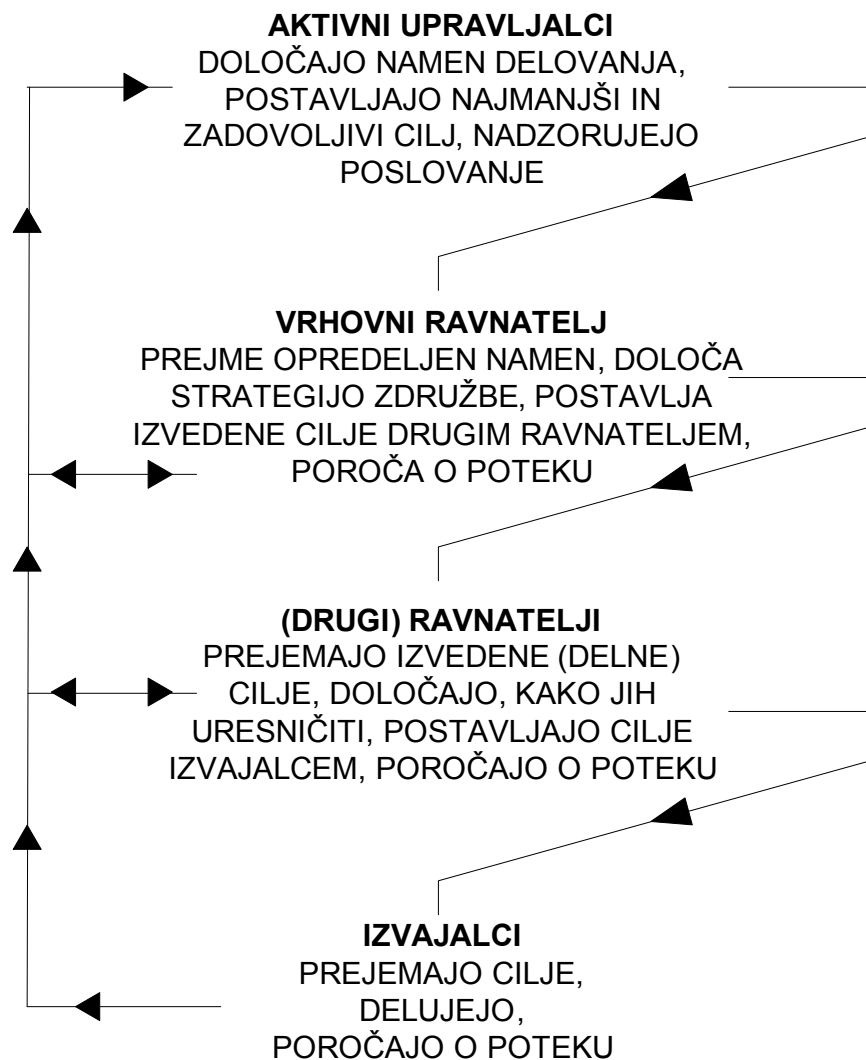 AKTIVNI UPRAVLJALCI
DOLOČAJO NAMEN DELOVANJA,
POSTAVLJAJO NAJMANJŠI IN
ZADOVOLJIVI CILJ, NADZORUJEJO
POSLOVANJE
VRHOVNI RAVNATELJ
PREJME OPREDELJEN NAMEN, DOLOČA
STRATEGIJO ZDRUŽBE, POSTAVLJA
IZVEDENE CILJE DRUGIM RAVNATELJEM,
POROČA O POTEKU
(DRUGI) RAVNATELJI
PREJEMAJO IZVEDENE (DELNE)
CILJE, DOLOČAJO, KAKO JIH
URESNIČITI, POSTAVLJAJO CILJE
IZVAJALCEM, POROČAJO O POTEKU
IZVAJALCI
PREJEMAJO CILJE,
DELUJEJO,
POROČAJO O POTEKU